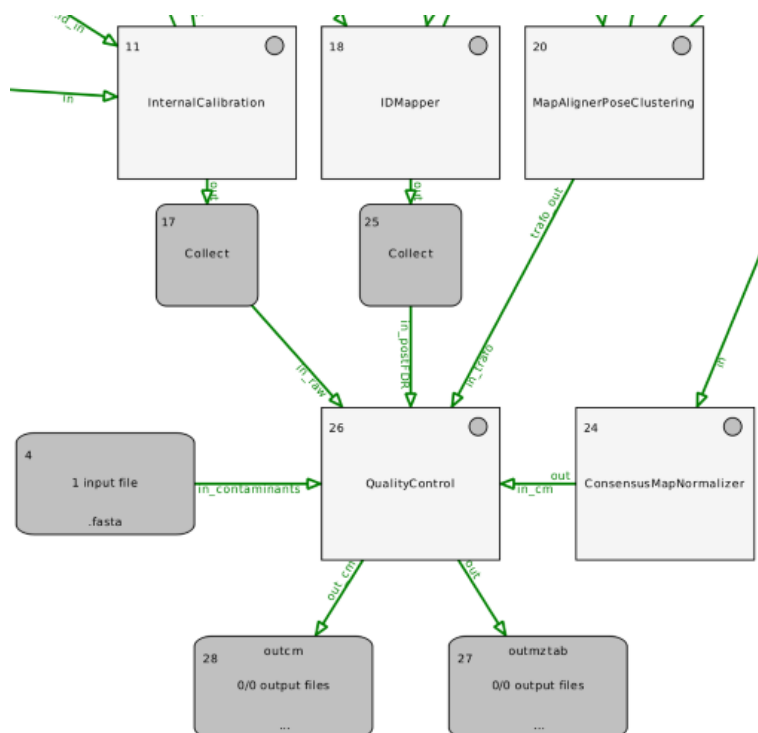 id_in
in
11
InternalCalibration
18
IDMapper
20
MapAlignerPoseClustering
out
out
trafo_out
17
Collect
25
Collect
in
in_raw
in_postFDR
in_trafo
4
1 input file
.fasta
in_contaminants
26
QualityControl
out
in_cm
24
ConsensusMapNormalizer
out_cm
out
28
outcm
0/0 output files
...
27
outmztab
0/0 output files
...